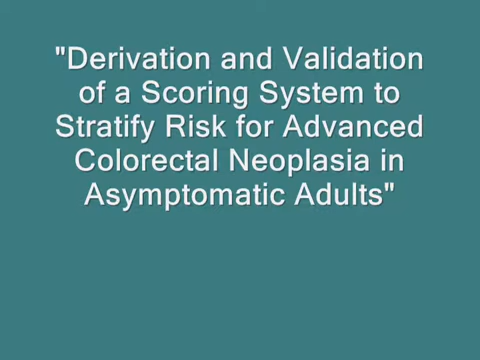 "Derivation and Validation
of a Scoring System to
Stratify Risk for Advanced
Colorectal Neoplasia in
Asymptomatic Adults"